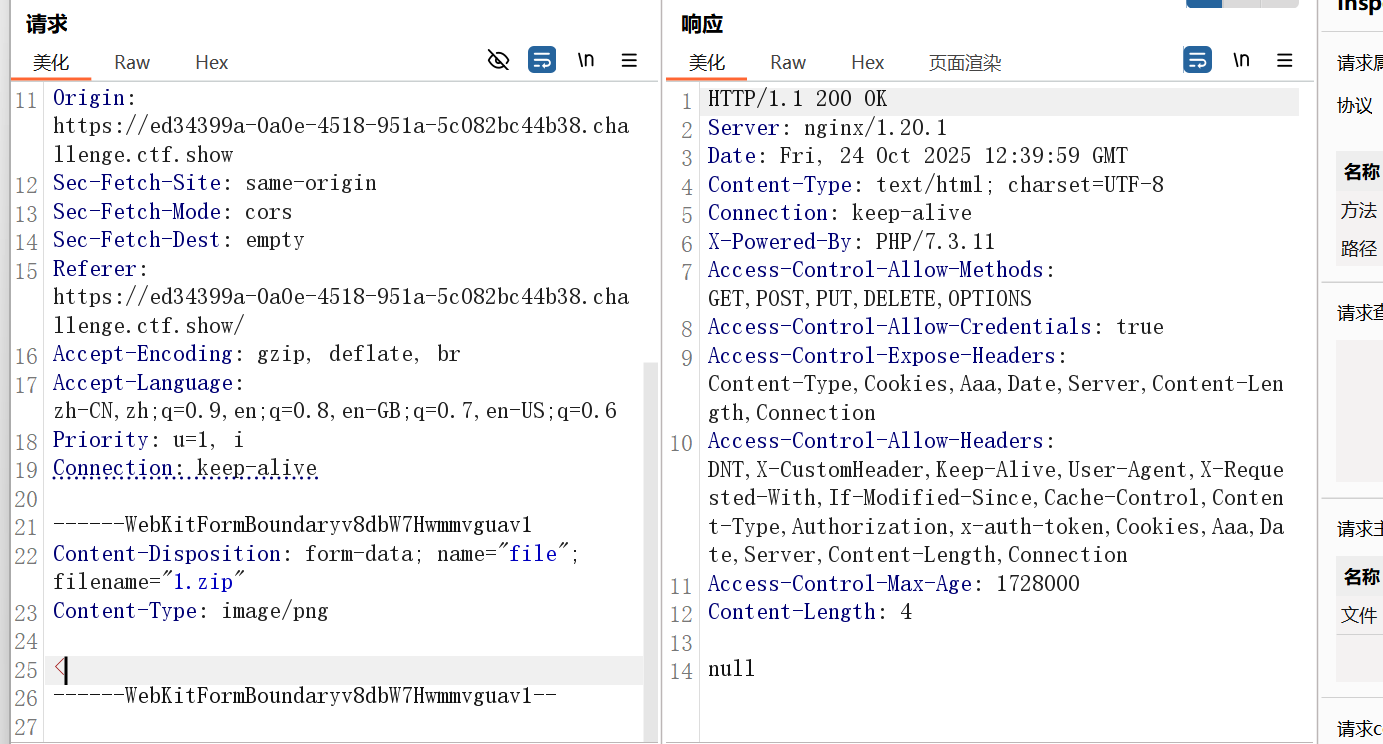 请求
美化 Raw Hex \n
11 Origin:
https://ed34399a-0a0e-4518-951a-5c082bc44b38.cha
llenge.ctf.show
12 Sec-Fetch-Site: same-origin
13 Sec-Fetch-Mode: cors
14 Sec-Fetch-Dest: empty
15 Referer:
https://ed34399a-0a0e-4518-951a-5c082bc44b38.cha
llenge.ctf.show/
16 Accept-Encoding: gzip, deflate, br
17 Accept-Language:
zh-CN,zh;q=0.9,en;q=0.8,en-GB;q=0.7,en-US;q=0.6
18 Priority: u=1, i
19 Connection: keep-alive
20
21 ------WebKitFormBoundaryv8dbW7Hwmmvguav1
22 Content-Disposition: form-data; name="file";
filename="1.zip"
23 Content-Type: image/png
24
25 <
26 ------WebKitFormBoundaryv8dbW7Hwmmvguav1--
27
响应
美化 Raw Hex 页面渲染 \n
1 HTTP/1.1 200 OK
2 Server: nginx/1.20.1
3 Date: Fri, 24 Oct 2025 12:39:59 GMT
4 Content-Type: text/html; charset=UTF-8
5 Connection: keep-alive
6 X-Powered-By: PHP/7.3.11
7 Access-Control-Allow-Methods:
GET,POST,PUT,DELETE,OPTIONS
8 Access-Control-Allow-Credentials: true
9 Access-Control-Expose-Headers:
Content-Type,Cookies,Aaa,Date,Server,Content-Len
gth,Connection
10 Access-Control-Allow-Headers:
DNT,X-CustomHeader,Keep-Alive,User-Agent,X-Reque
sted-With,If-Modified-Since,Cache-Control,Conten
t-Type,Authorization,x-auth-token,Cookies,Aaa,Da
te,Server,Content-Length,Connection
11 Access-Control-Max-Age: 1728000
12 Content-Length: 4
13
14 null
Insp
请求属
协议
名称
方法
路径
请求查
请求主
名称
文件
请求c